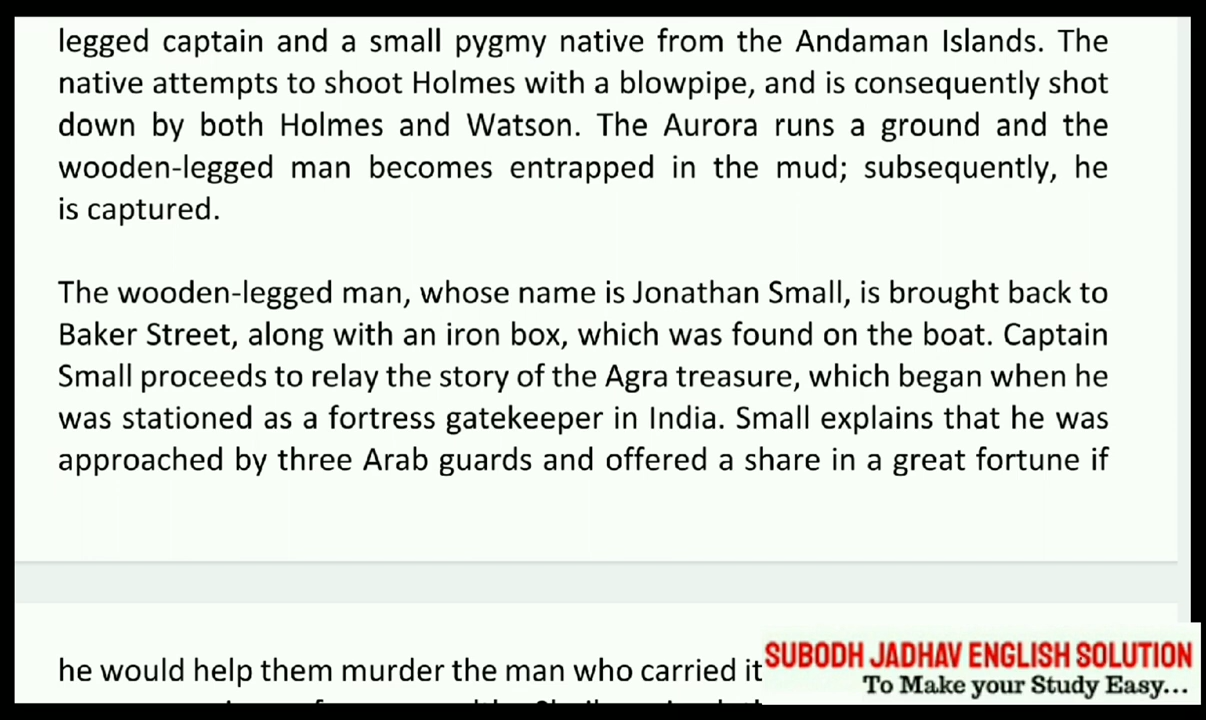 legged captain and a small pygmy native from the Andaman Islands. The
native attempts to shoot Holmes with a blowpipe, and is consequently shot
down by both Holmes and Watson. The Aurora runs a ground and the
wooden-legged man becomes entrapped in the mud; subsequently, he
is captured.
The wooden-legged man, whose name is Jonathan Small, is brought back to
Baker Street, along with an iron box, which was found on the boat. Captain
Small proceeds to relay the story of the Agra treasure, which began when he
was stationed as a fortress gatekeeper in India. Small explains that he was
approached by three Arab guards and offered a share in a great fortune if
he would help them murder the man who carried it
SUBODH JADHAV ENGLISH SOLUTION
To Make your Study Easy...